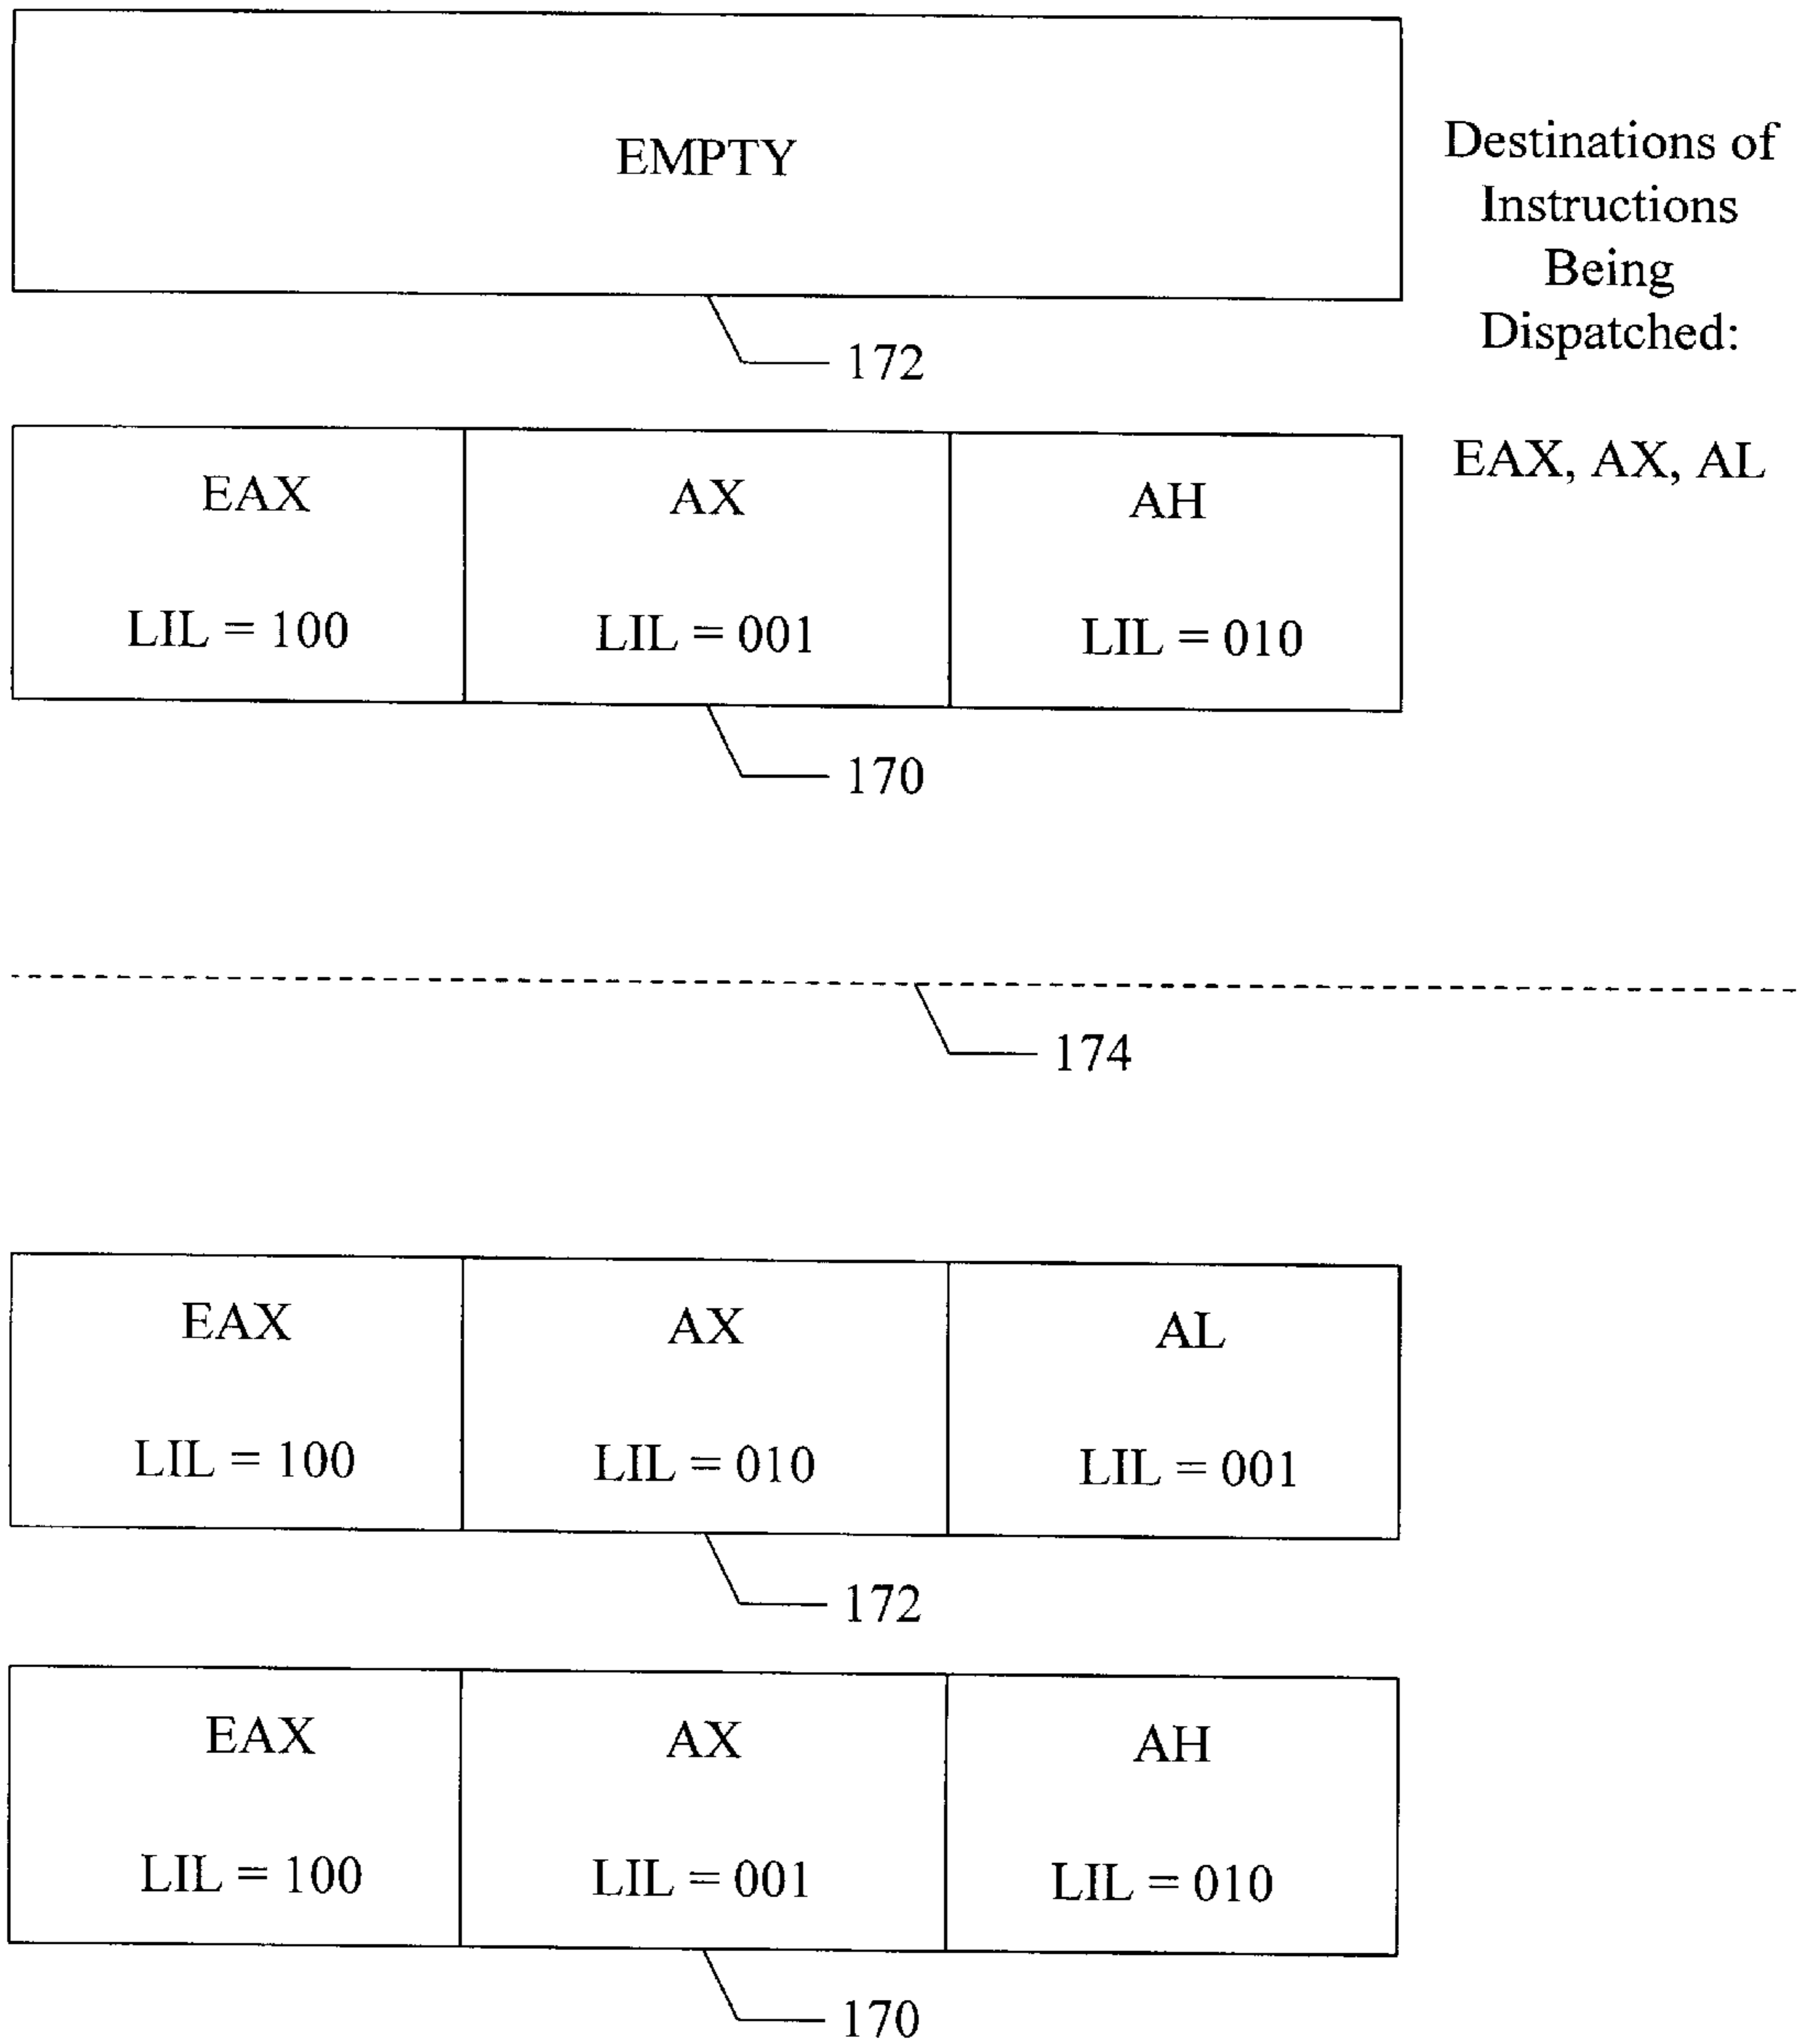 EMPTY
Destinations of
Instructions
Being
Dispatched:
172
EAX, AX, AL
EAX
AX
AH
LIL = 100
LIL = 001
LIL = 010
170
174
EAX
AX
AL
LIL = 100
LIL = 010
LIL = 001
172
EAX
AX
AH
LIL = 100
LIL = 001
LIL = 010
170